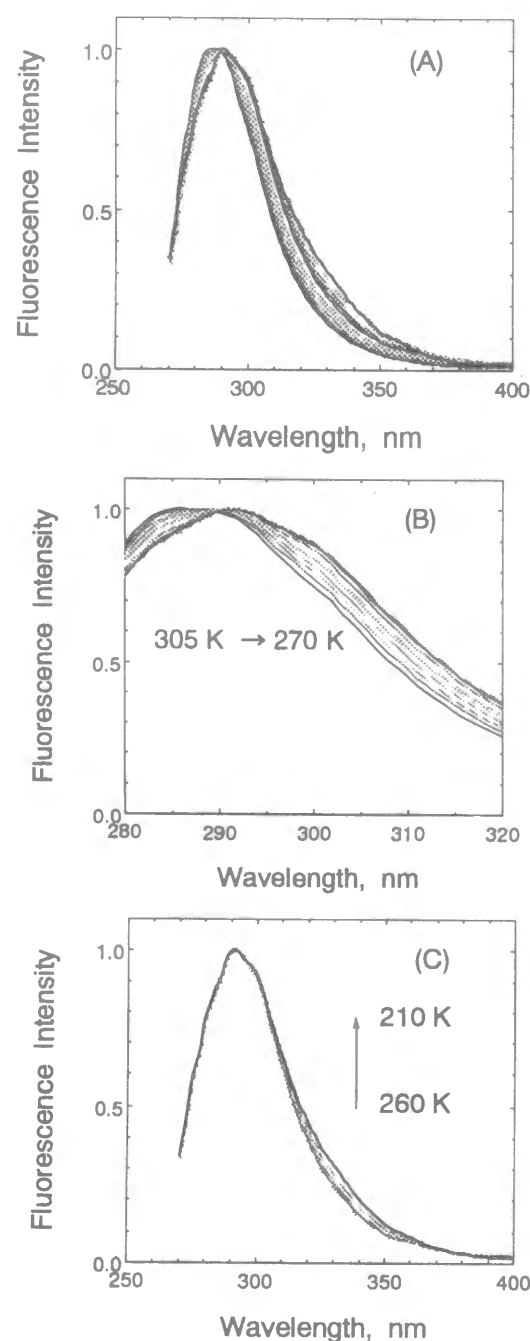 (A)
1.0
0.5
0.0
Fluorescence Intensity
250 300 350 400
Wavelength, nm
(B)
1.0
0.5
0.0
Fluorescence Intensity
305 K → 270 K
280 290 300 310 320
Wavelength, nm
(C)
1.0
0.5
0.0
Fluorescence Intensity
210 K
260 K
250 300 350 400
Wavelength, nm